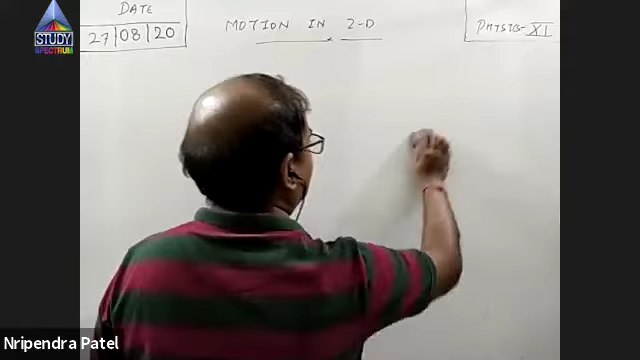 DATE
27/08/20
MOTION IN 2-D
PHYSICS-XI
STUDY
SPECTRUM
Nripendra Patel